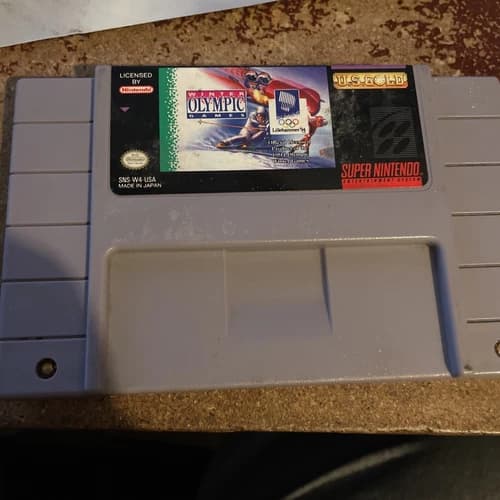 LICENSED
BY
Nintendo
WINTER
OLYMPIC
GAMES
Lillehammer '94
U.S. GOLD
SUPER NINTENDO
ENTERTAINMENT SYSTEM
SNS-W4-USA
MADE IN JAPAN